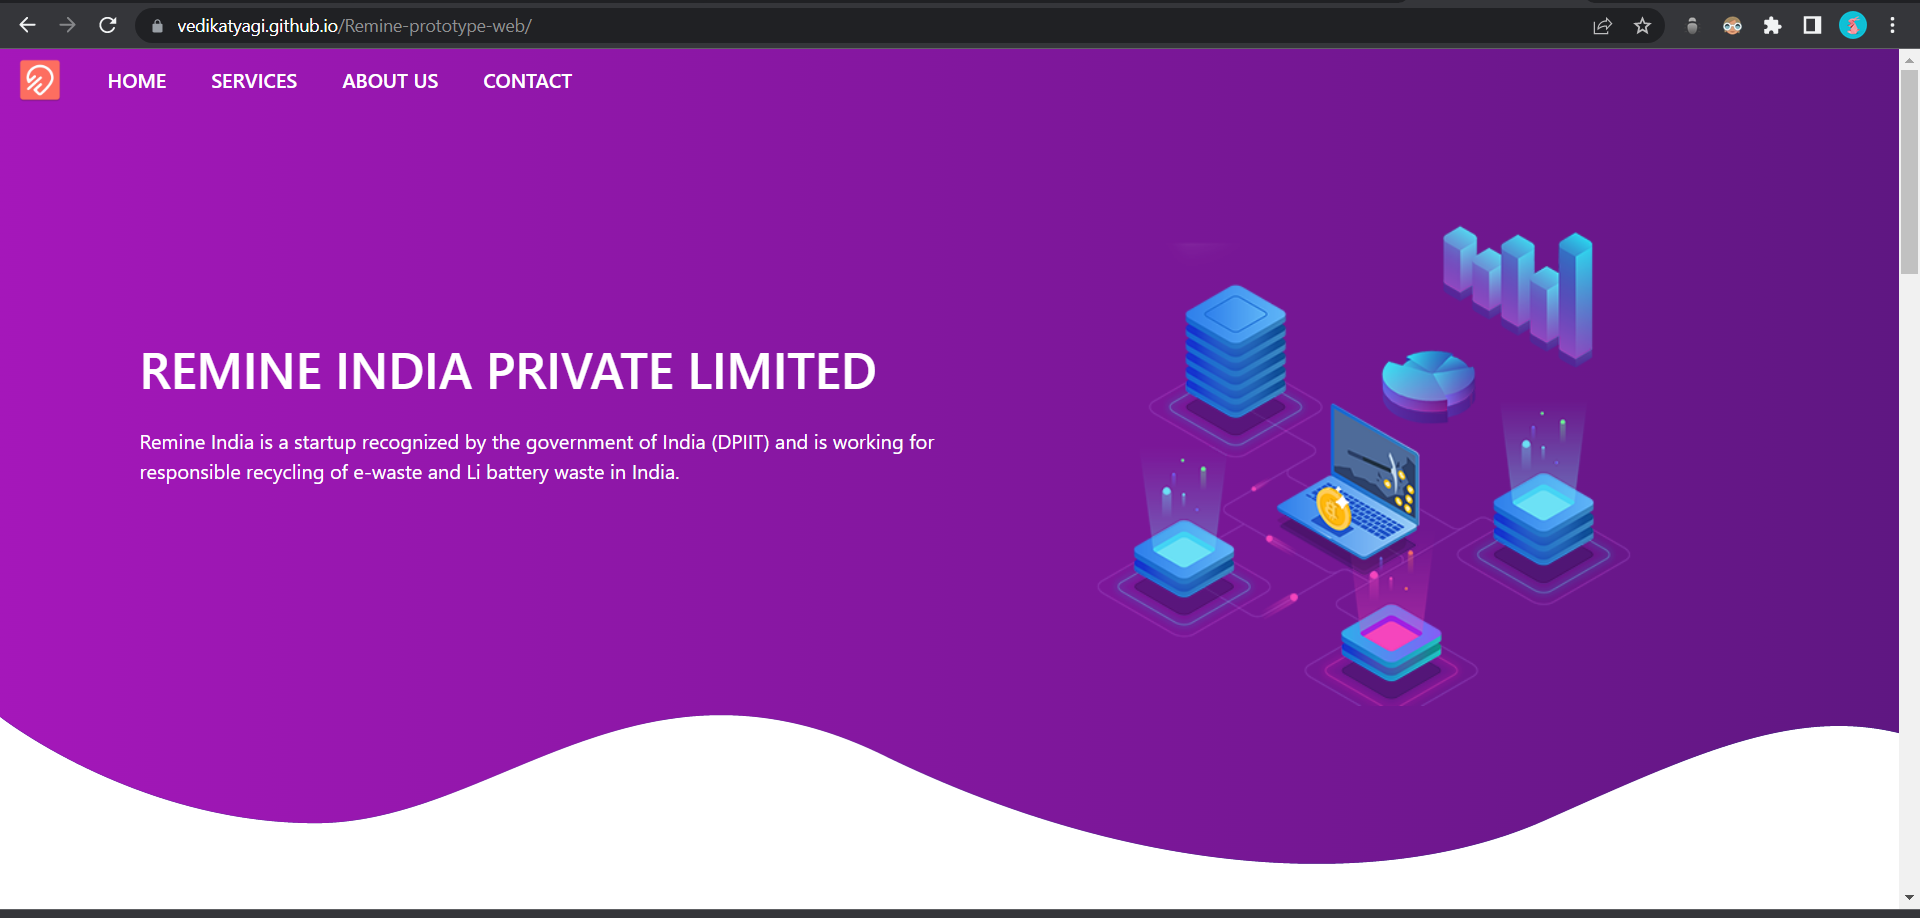 vedikatyagi.github.io/Remine-prototype-web/
HOME SERVICES ABOUT US CONTACT
REMINE INDIA PRIVATE LIMITED
Remine India is a startup recognized by the government of India (DPIIT) and is working for
responsible recycling of e-waste and Li battery waste in India.